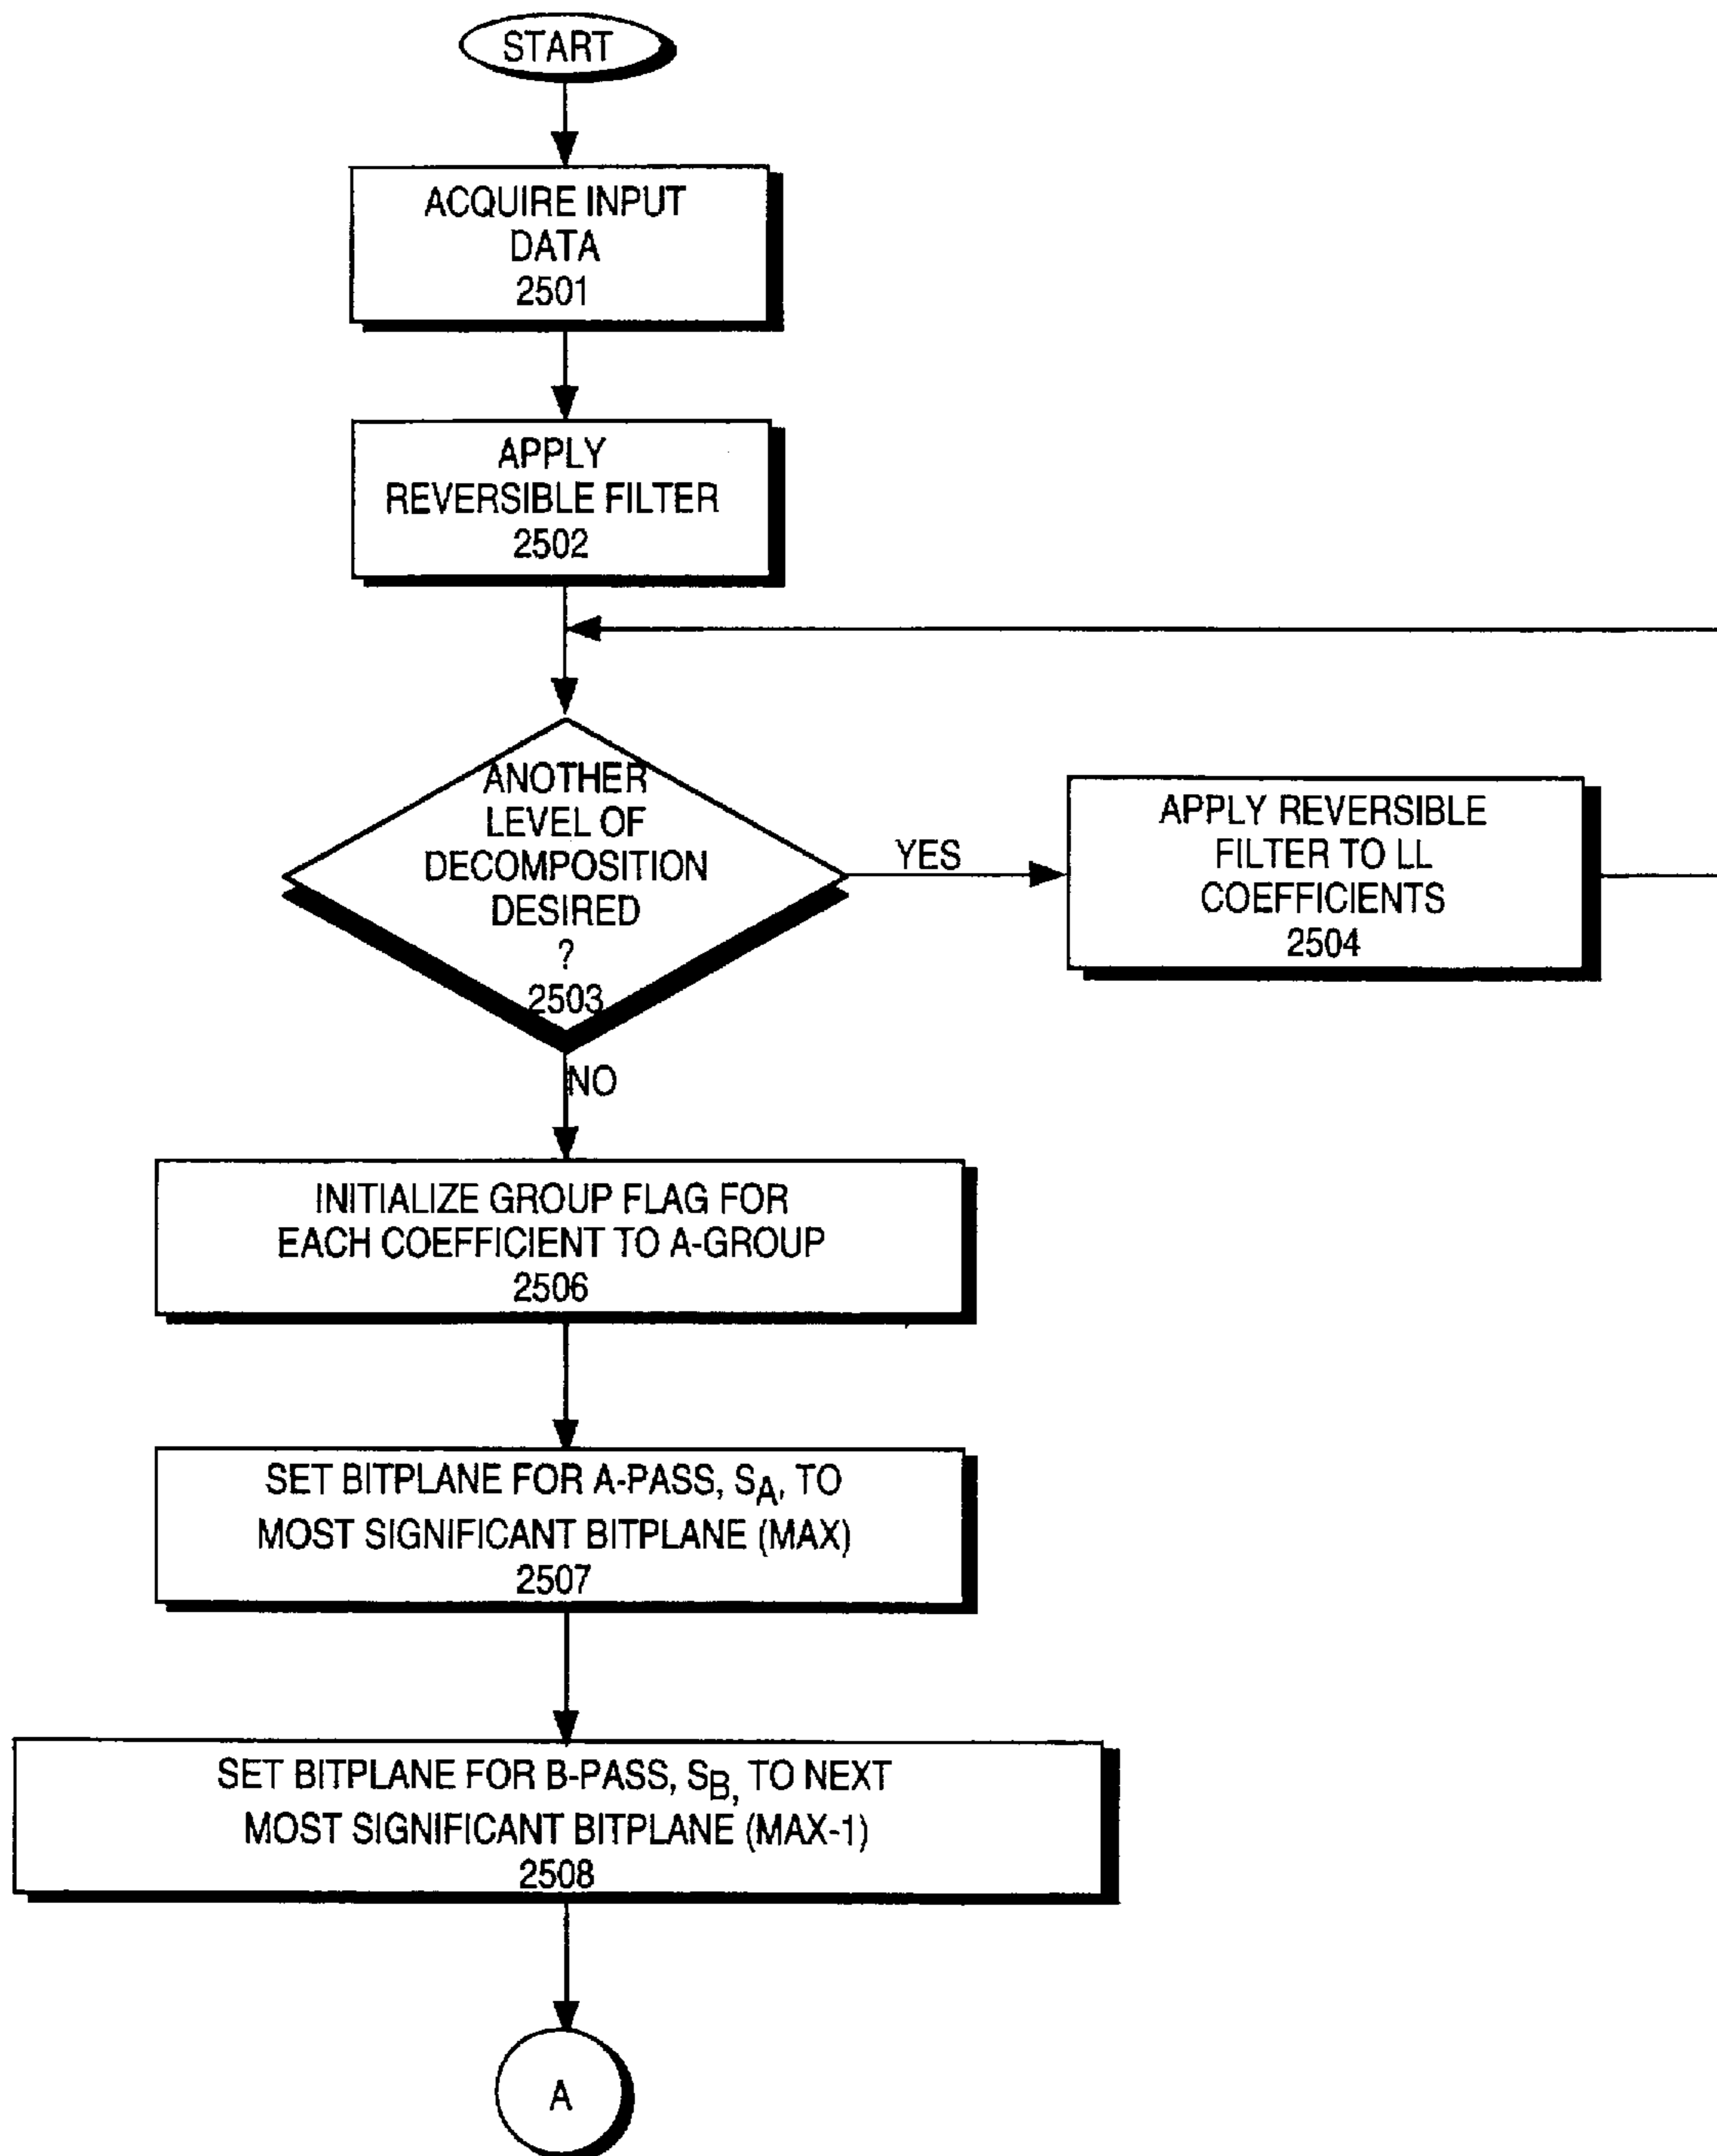 START
ACQUIRE INPUT
DATA
2501
APPLY
REVERSIBLE FILTER
2502
ANOTHER
LEVEL OF
DECOMPOSITION
DESIRED
?
2503
YES
APPLY REVERSIBLE
FILTER TO LL
COEFFICIENTS
2504
NO
INITIALIZE GROUP FLAG FOR
EACH COEFFICIENT TO A-GROUP
2506
SET BITPLANE FOR A-PASS, SA, TO
MOST SIGNIFICANT BITPLANE (MAX)
2507
SET BITPLANE FOR B-PASS, SB, TO NEXT
MOST SIGNIFICANT BITPLANE (MAX-1)
2508
A